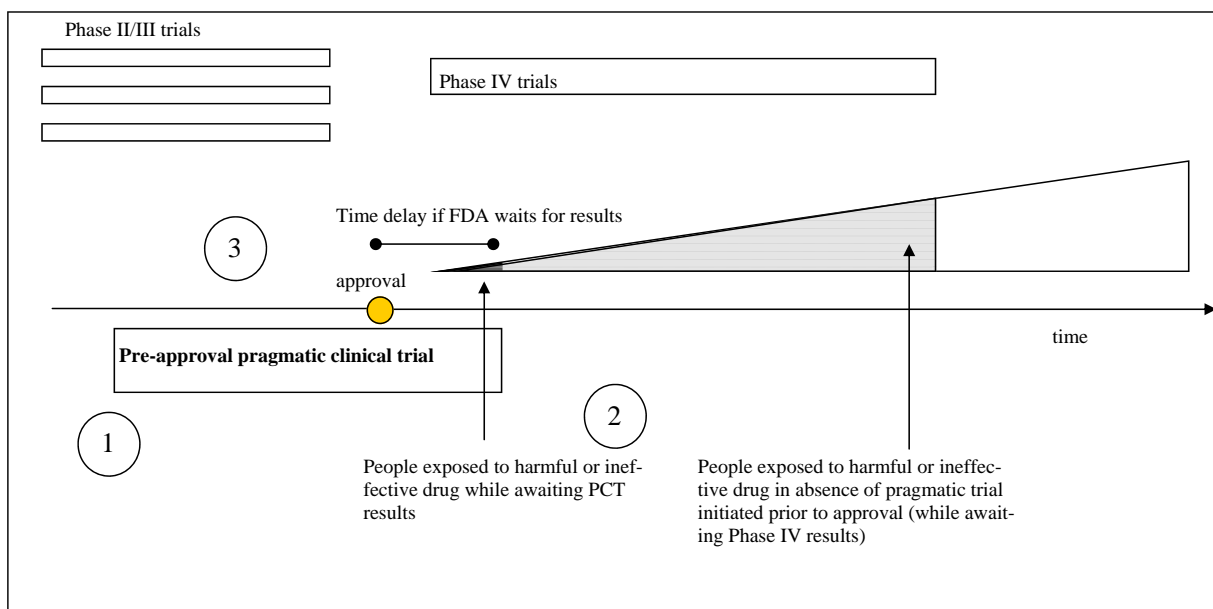 Phase II/III trials
Phase IV trials
Time delay if FDA waits for results
3
approval
time
Pre-approval pragmatic clinical trial
1
2
People exposed to harmful or inef-
fective drug while awaiting PCT
results
People exposed to harmful or ineffec-
tive drug in absence of pragmatic trial
initiated prior to approval (while await-
ing Phase IV results)